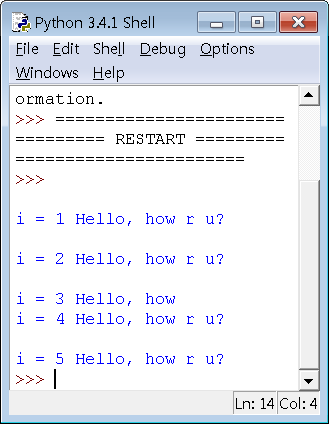 Python 3.4.1 Shell
File Edit Shell Debug Options
Windows Help
ormation.
>>> =======================
========= RESTART =========
=======================
>>>
i = 1 Hello, how r u?
i = 2 Hello, how r u?
i = 3 Hello, how
i = 4 Hello, how r u?
i = 5 Hello, how r u?
>>>
Ln: 14 Col: 4